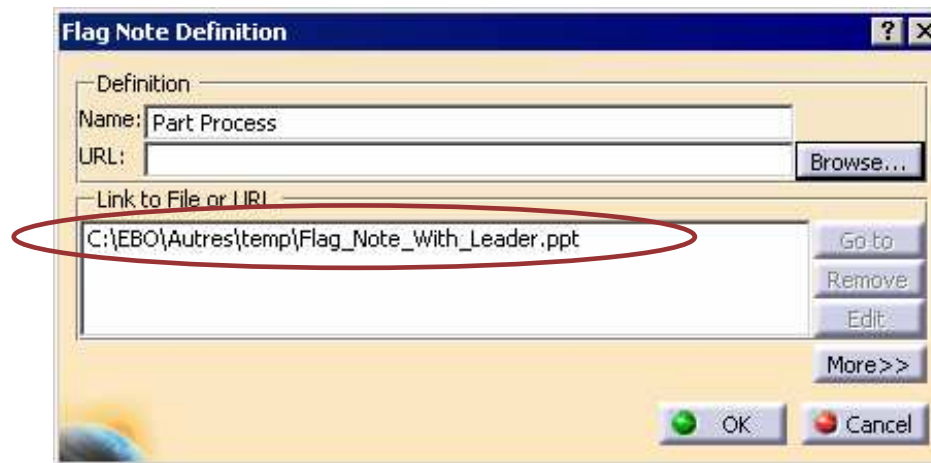 Flag Note Definition
Definition
Name: Part Process
URL: Browse...
Link to File or URL
C:\EBO\Autres\temp\Flag_Note_With_Leader.ppt
Go to
Remove
Edit
More>>
OK Cancel